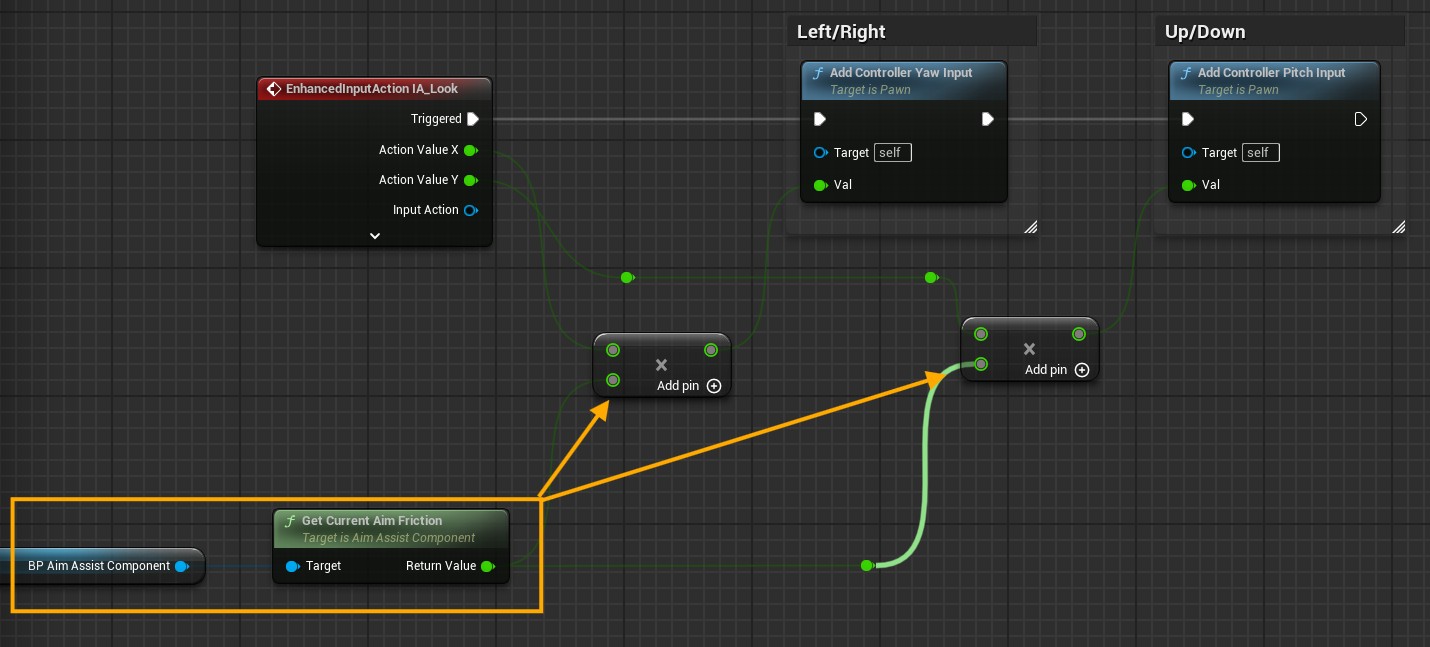 Left/Right
Up/Down
EnhancedInputAction IA_Look
Triggered
Action Value X
Action Value Y
Input Action
f Add Controller Yaw Input
Target is Pawn
Target self
Val
f Add Controller Pitch Input
Target is Pawn
Target self
Val
×
Add pin
×
Add pin
BP Aim Assist Component
f Get Current Aim Friction
Target is Aim Assist Component
Target Return Value